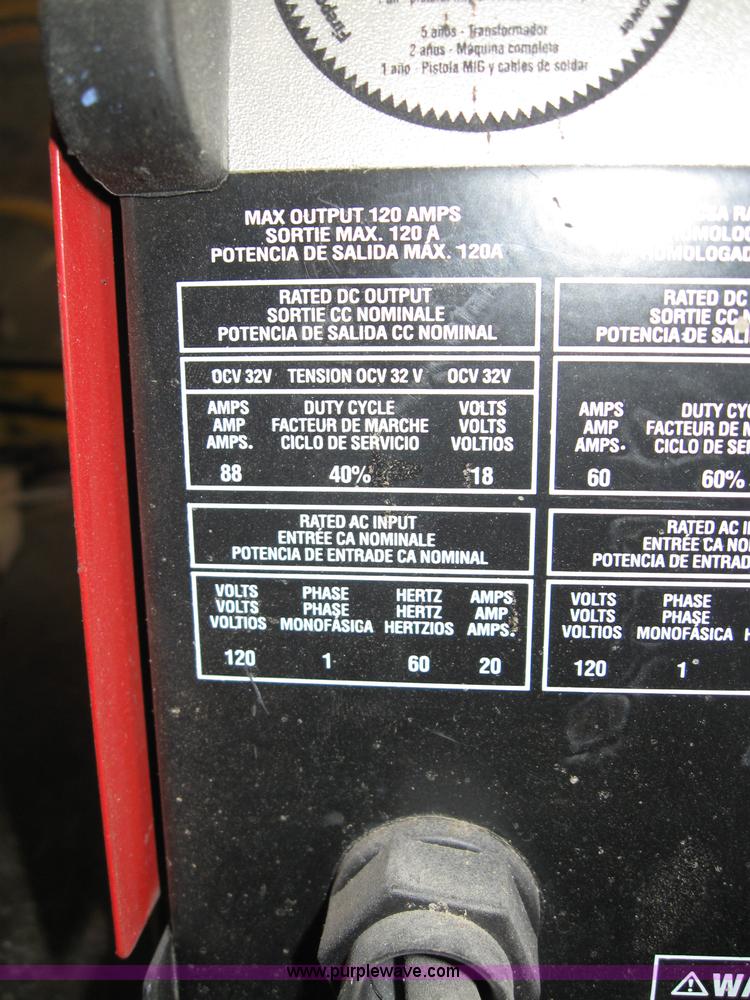 5 años - Transformador
2 años - Máquina completa
1 año - Pistola MIG y cables de soldar
MAX OUTPUT 120 AMPS
SORTIE MAX. 120 A
POTENCIA DE SALIDA MÁX. 120A
RATED DC OUTPUT
SORTIE CC NOMINALE
POTENCIA DE SALIDA CC NOMINAL
OCV 32V TENSION OCV 32 V OCV 32V
AMPS DUTY CYCLE VOLTS
AMP FACTEUR DE MARCHE VOLTS
AMPS. CICLO DE SERVICIO VOLTIOS
88 40% 18
RATED AC INPUT
ENTRÉE CA NOMINALE
POTENCIA DE ENTRADE CA NOMINAL
VOLTS PHASE HERTZ AMPS
VOLTS PHASE HERTZ AMP
VOLTIOS MONOFÁSIGA HERTZIOS AMPS.
120 1 60 20
RATED DC
SORTIE CC
POTENCIA DE
AMPS DUTY
AMP FACTEUR DE
AMPS. CICLO DE
60 60%
RATED AC
ENTRÉE CA
POTENCIA DE
VOLTS PHASE
VOLTS PHASE
VOLTIOS MONOFÁSICA
120 1
www.purplewave.com